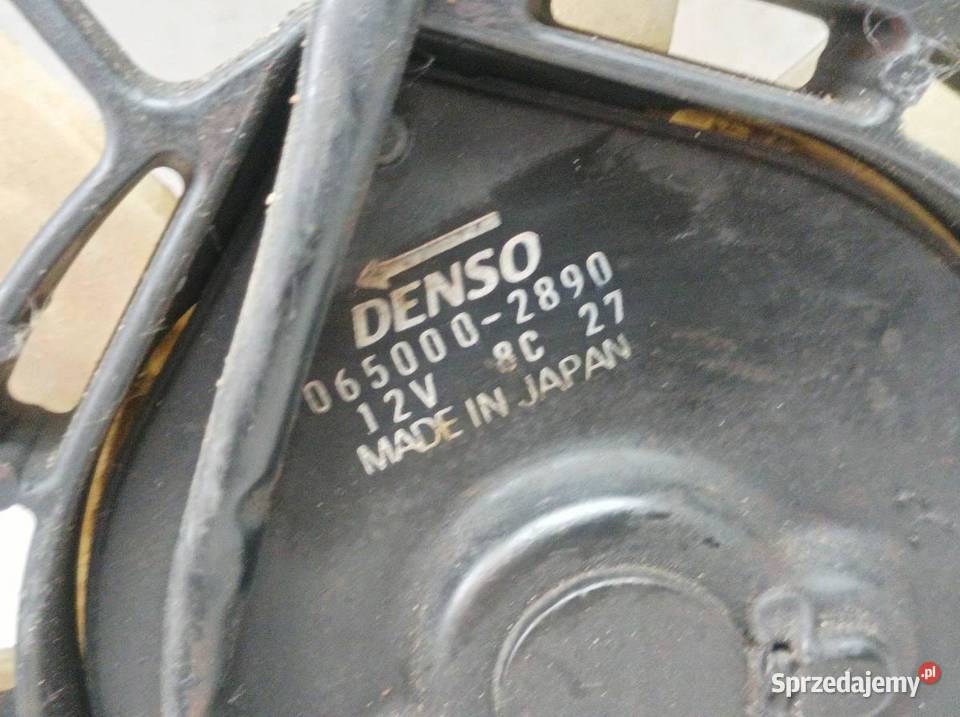 DENSO
065000-2890
12V 8C 27
MADE IN JAPAN
Sprzedajemy.pl